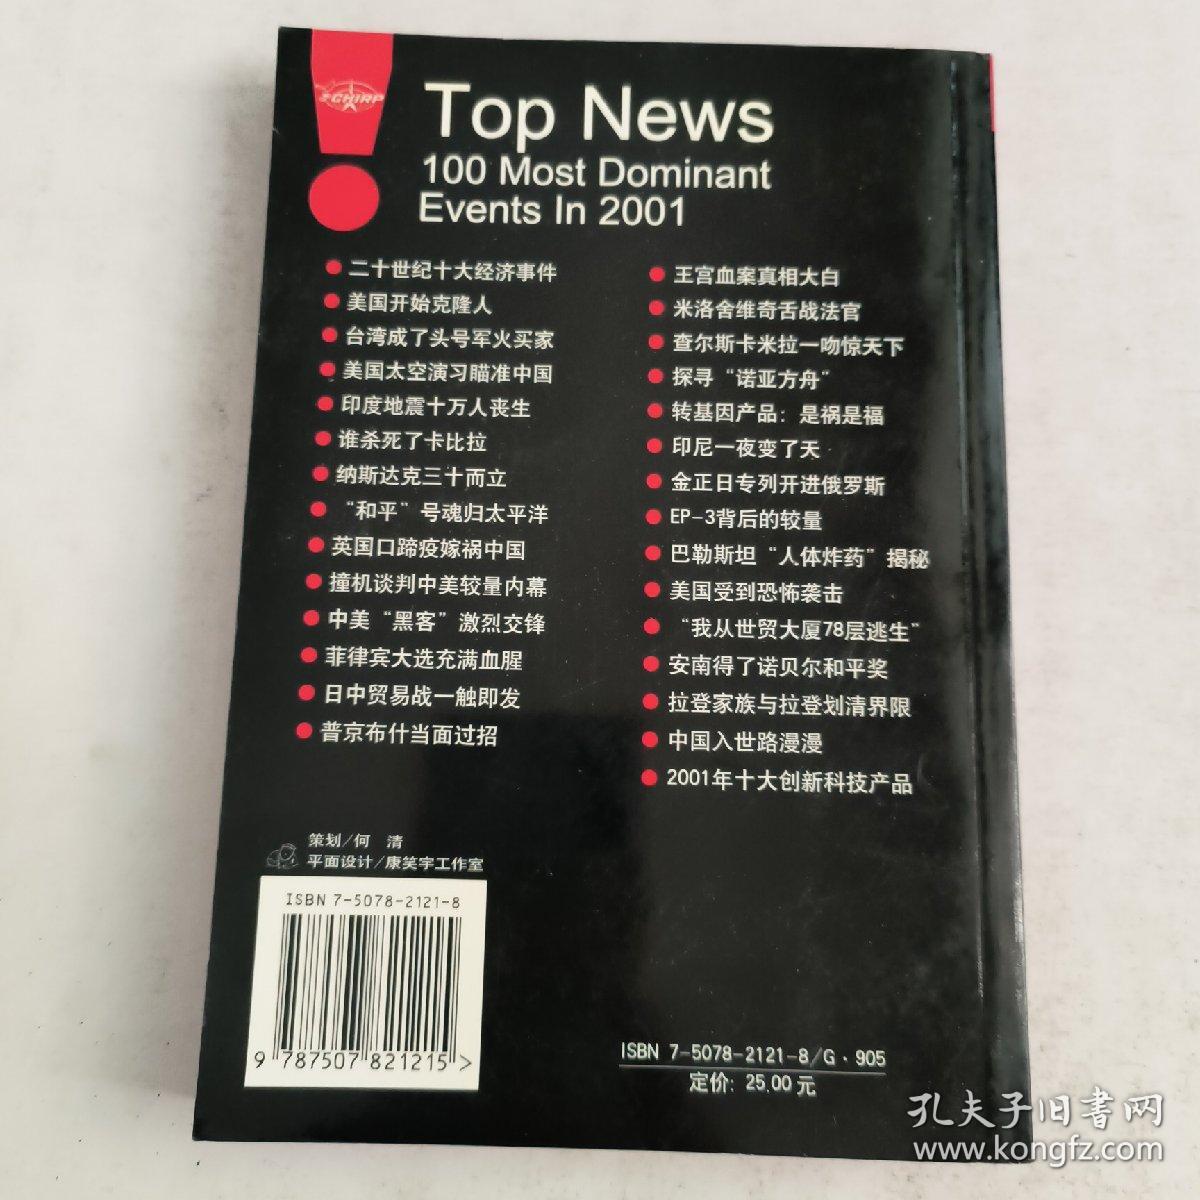 CHIRP
Top News
100 Most Dominant
Events In 2001
二十世纪十大经济事件
美国开始克隆人
台湾成了头号军火买家
美国太空演习瞄准中国
印度地震十万人丧生
谁杀死了卡比拉
纳斯达克三十而立
“和平”号魂归太平洋
英国口蹄疫嫁祸中国
撞机谈判中美较量内幕
中美“黑客”激烈交锋
菲律宾大选充满血腥
日中贸易战一触即发
普京布什当面过招
王宫血案真相大白
米洛舍维奇舌战法官
查尔斯卡米拉一吻惊天下
探寻“诺亚方舟”
转基因产品：是祸是福
印尼一夜变了天
金正日专列开进俄罗斯
EP-3背后的较量
巴勒斯坦“人体炸药”揭秘
美国受到恐怖袭击
“我从世贸大厦78层逃生”
安南得了诺贝尔和平奖
拉登家族与拉登划清界限
中国入世路漫漫
2001年十大创新科技产品
策划/何 清
平面设计/康笑宇工作室
ISBN 7-5078-2121-8
9 787507 821215 >
ISBN 7-5078-2121-8/G·905
定价：25.00元
孔夫子旧书网
www.kongfz.com